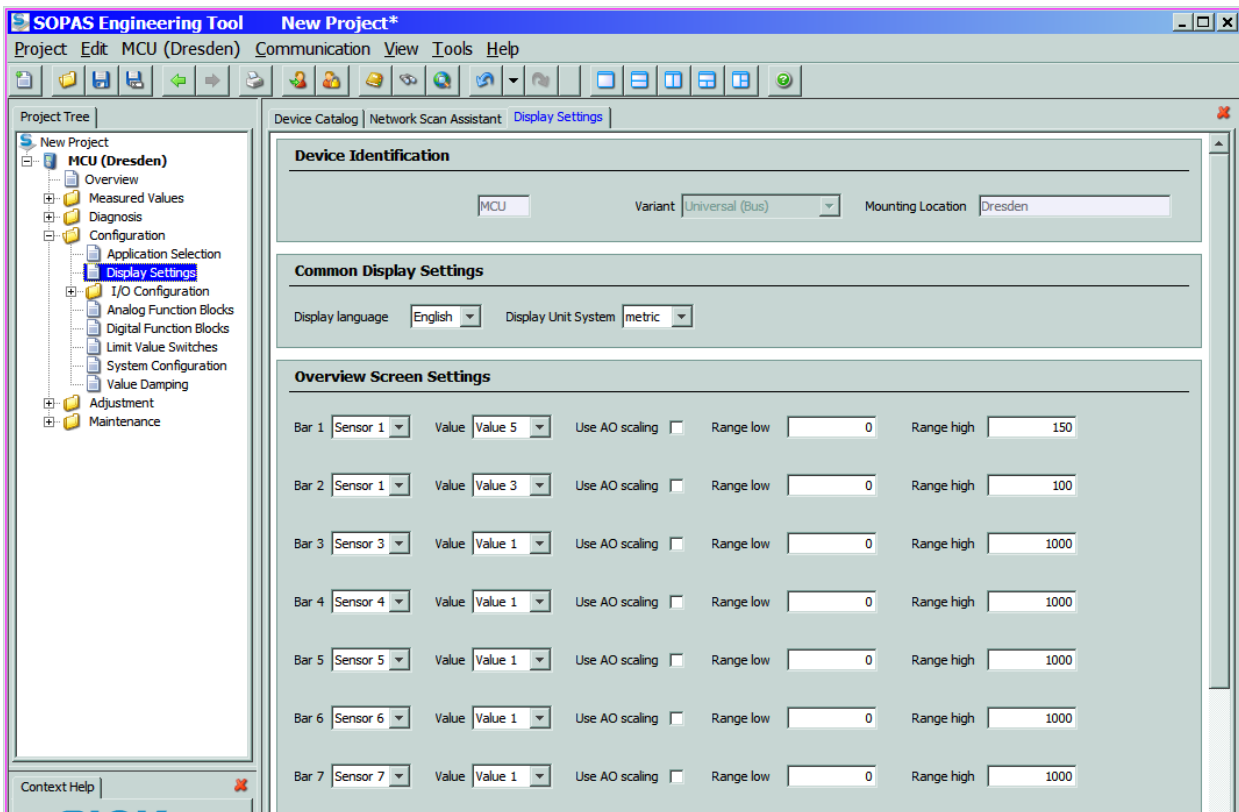 SOPAS Engineering Tool New Project*
Project Edit MCU (Dresden) Communication View Tools Help
Project Tree
New Project
MCU (Dresden)
Overview
Measured Values
Diagnosis
Configuration
Application Selection
Display Settings
I/O Configuration
Analog Function Blocks
Digital Function Blocks
Limit Value Switches
System Configuration
Value Damping
Adjustment
Maintenance
Context Help
Device Catalog Network Scan Assistant Display Settings
Device Identification
MCU Variant Universal (Bus) Mounting Location Dresden
Common Display Settings
Display language English Display Unit System metric
Overview Screen Settings
Bar 1 Sensor 1 Value Value 5 Use AO scaling Range low 0 Range high 150
Bar 2 Sensor 1 Value Value 3 Use AO scaling Range low 0 Range high 100
Bar 3 Sensor 3 Value Value 1 Use AO scaling Range low 0 Range high 1000
Bar 4 Sensor 4 Value Value 1 Use AO scaling Range low 0 Range high 1000
Bar 5 Sensor 5 Value Value 1 Use AO scaling Range low 0 Range high 1000
Bar 6 Sensor 6 Value Value 1 Use AO scaling Range low 0 Range high 1000
Bar 7 Sensor 7 Value Value 1 Use AO scaling Range low 0 Range high 1000